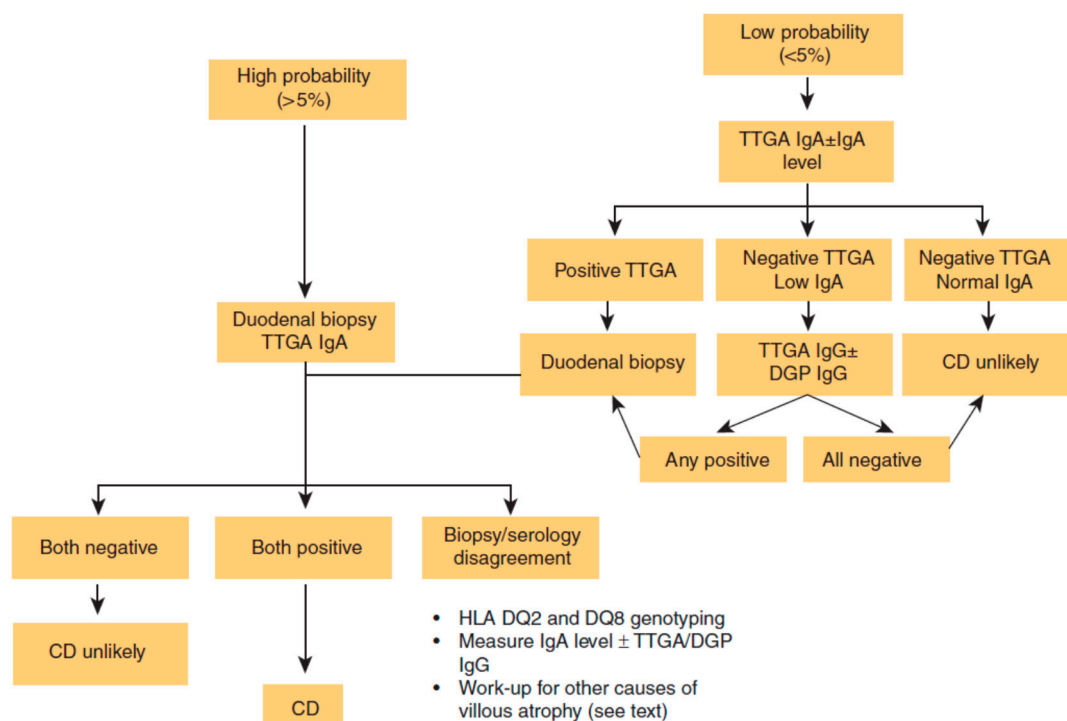 Low probability
(<5%)
High probability
(>5%)
TTGA IgA±IgA
level
Positive TTGA
Negative TTGA
Low IgA
Negative TTGA
Normal IgA
Duodenal biopsy
TTGA IgA
Duodenal biopsy
TTGA IgG±
DGP IgG
CD unlikely
Any positive
All negative
Both negative
Both positive
Biopsy/serology
disagreement
CD unlikely
CD
• HLA DQ2 and DQ8 genotyping
• Measure IgA level ± TTGA/DGP
IgG
• Work-up for other causes of
villous atrophy (see text)